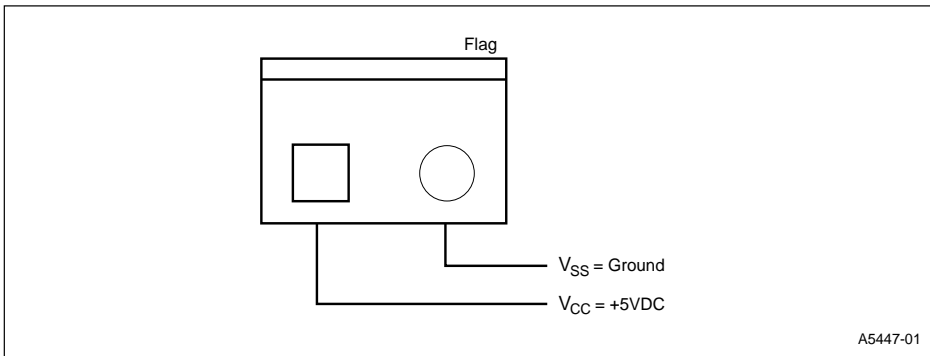 Flag
VSS = Ground
VCC = +5VDC
A5447-01